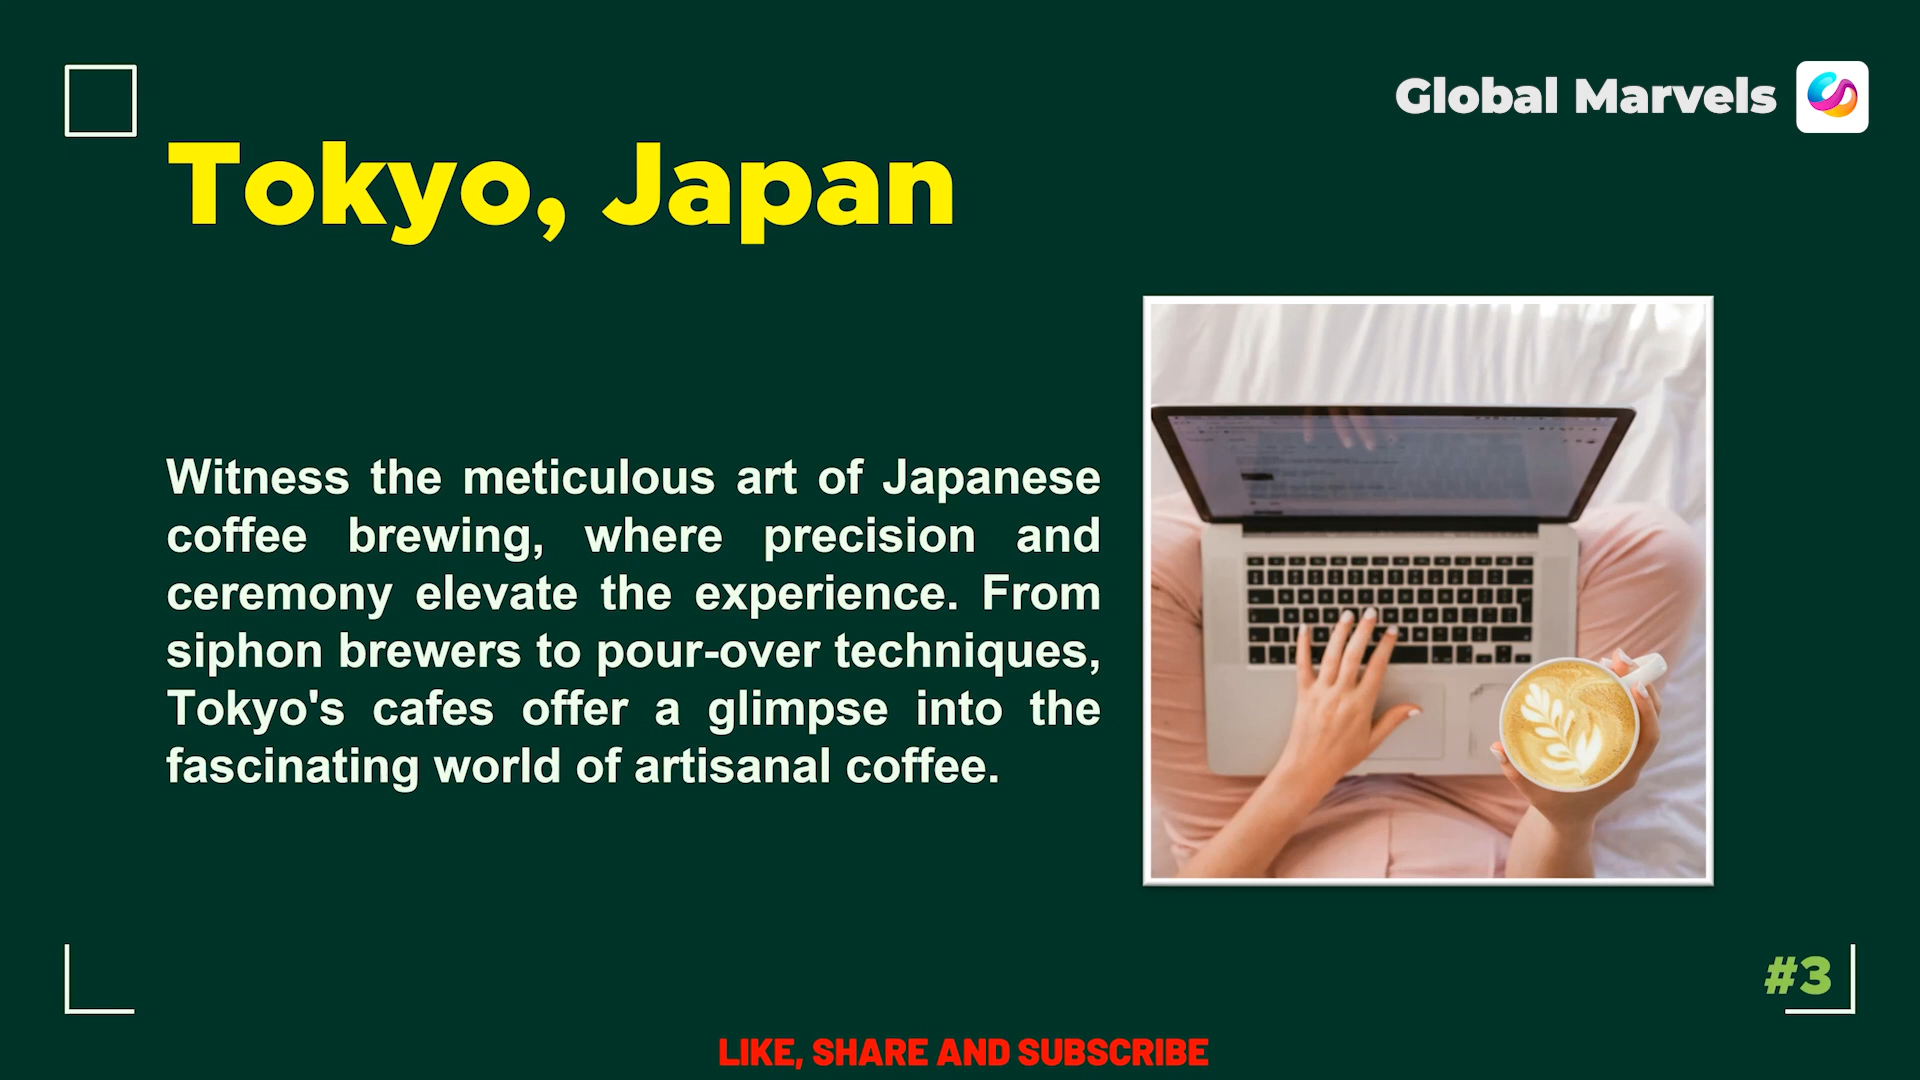 Global Marvels
Tokyo, Japan
Witness the meticulous art of Japanese
coffee brewing, where precision and
ceremony elevate the experience. From
siphon brewers to pour-over techniques,
Tokyo's cafes offer a glimpse into the
fascinating world of artisanal coffee.
#3
LIKE, SHARE AND SUBSCRIBE